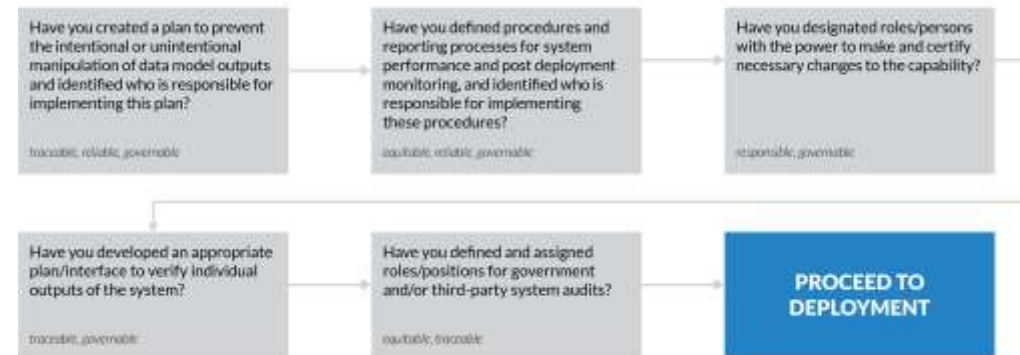 Have you created a plan to prevent
the intentional or unintentional
manipulation of data model outputs
and identified who is responsible for
implementing this plan?
traceable, reliable, governable
Have you defined procedures and
reporting processes for system
performance and post deployment
monitoring, and identified who is
responsible for implementing
these procedures?
equitable, reliable, governable
Have you designated roles/persons
with the power to make and certify
necessary changes to the capability?
responsible, governable
Have you developed an appropriate
plan/interface to verify individual
outputs of the system?
traceable, governable
Have you defined and assigned
roles/positions for government
and/or third-party system audits?
equitable, traceable
PROCEED TO
DEPLOYMENT